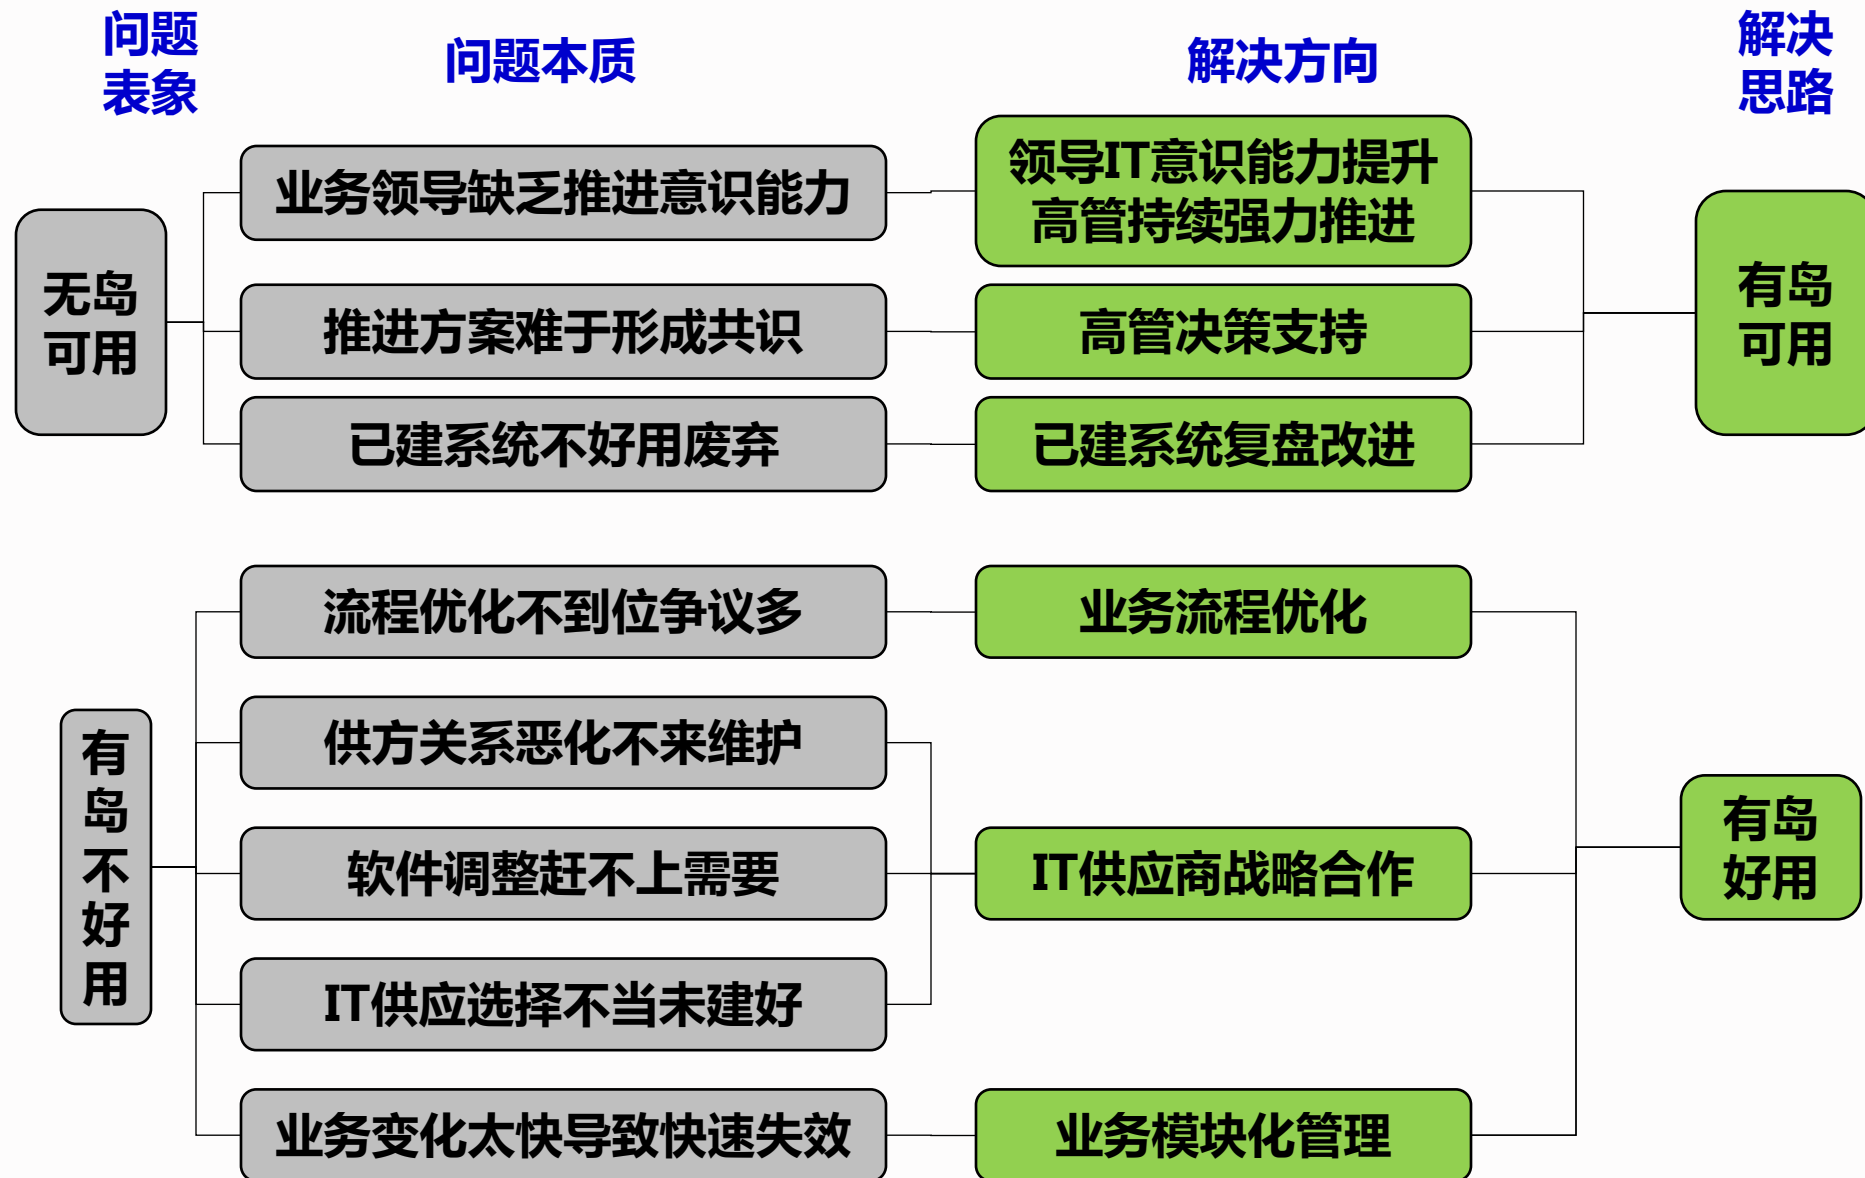 问题
表象
问题本质
解决方向
解决
思路
无岛
可用
业务领导缺乏推进意识能力
领导IT意识能力提升
高管持续强力推进
推进方案难于形成共识
高管决策支持
已建系统不好用废弃
已建系统复盘改进
有岛
可用
有
岛
不
好
用
流程优化不到位争议多
业务流程优化
供方关系恶化不来维护
软件调整赶不上需要
IT供应商战略合作
IT供应选择不当未建好
业务变化太快导致快速失效
业务模块化管理
有岛
好用